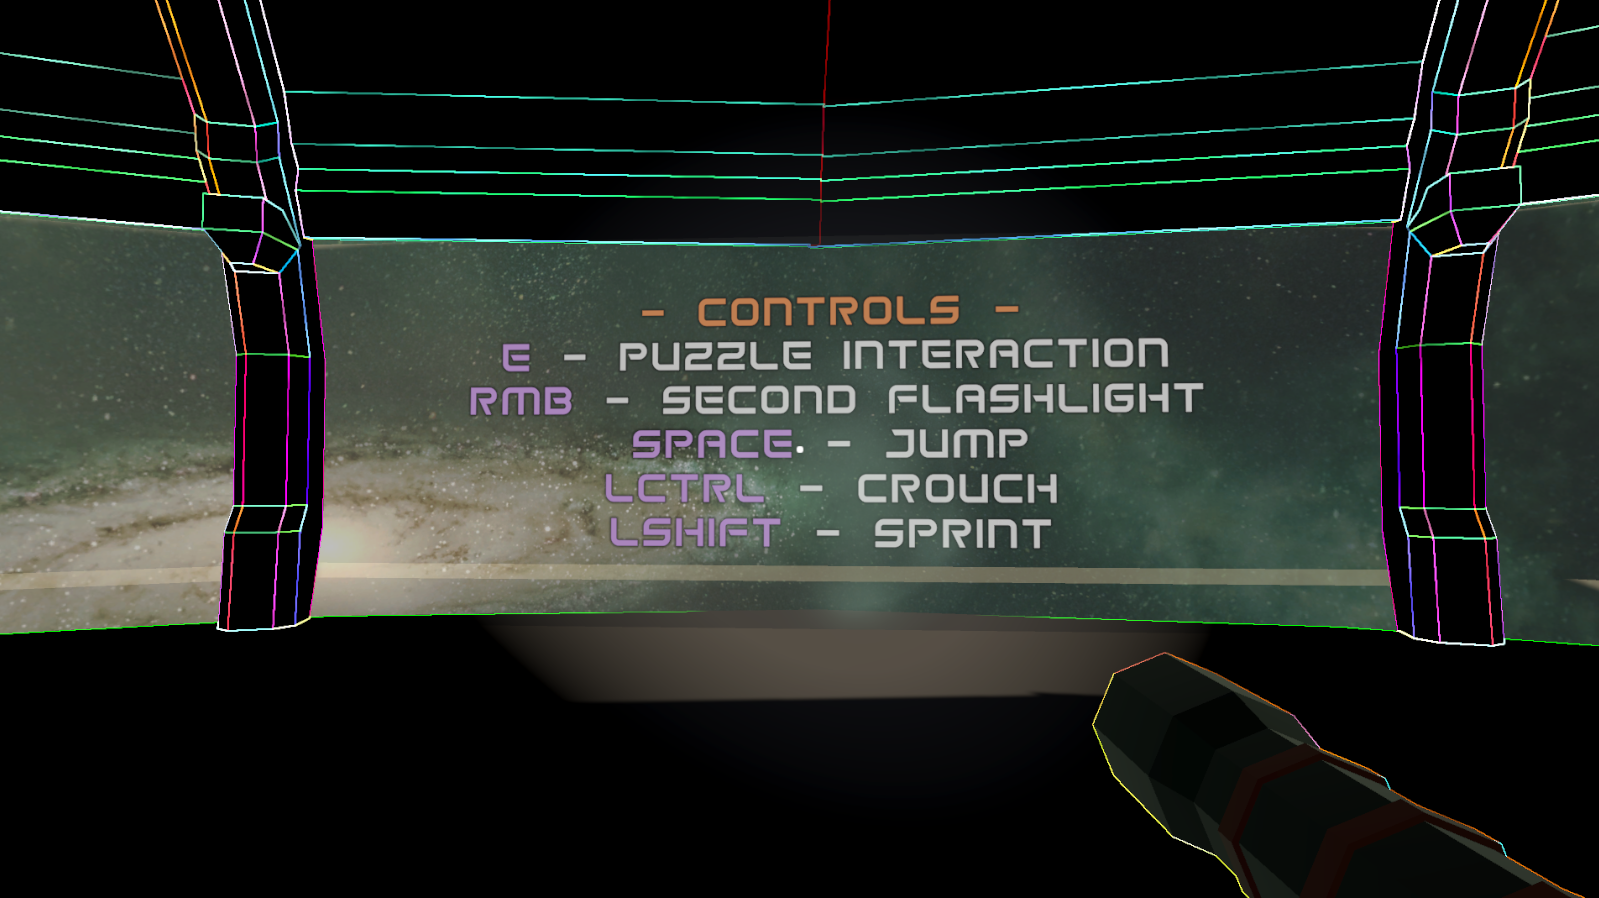 - CONTROLS -
E - PUZZLE INTERACTION
RMB - SECOND FLASHLIGHT
SPACE - JUMP
LCTRL - CROUCH
LSHIFT - SPRINT